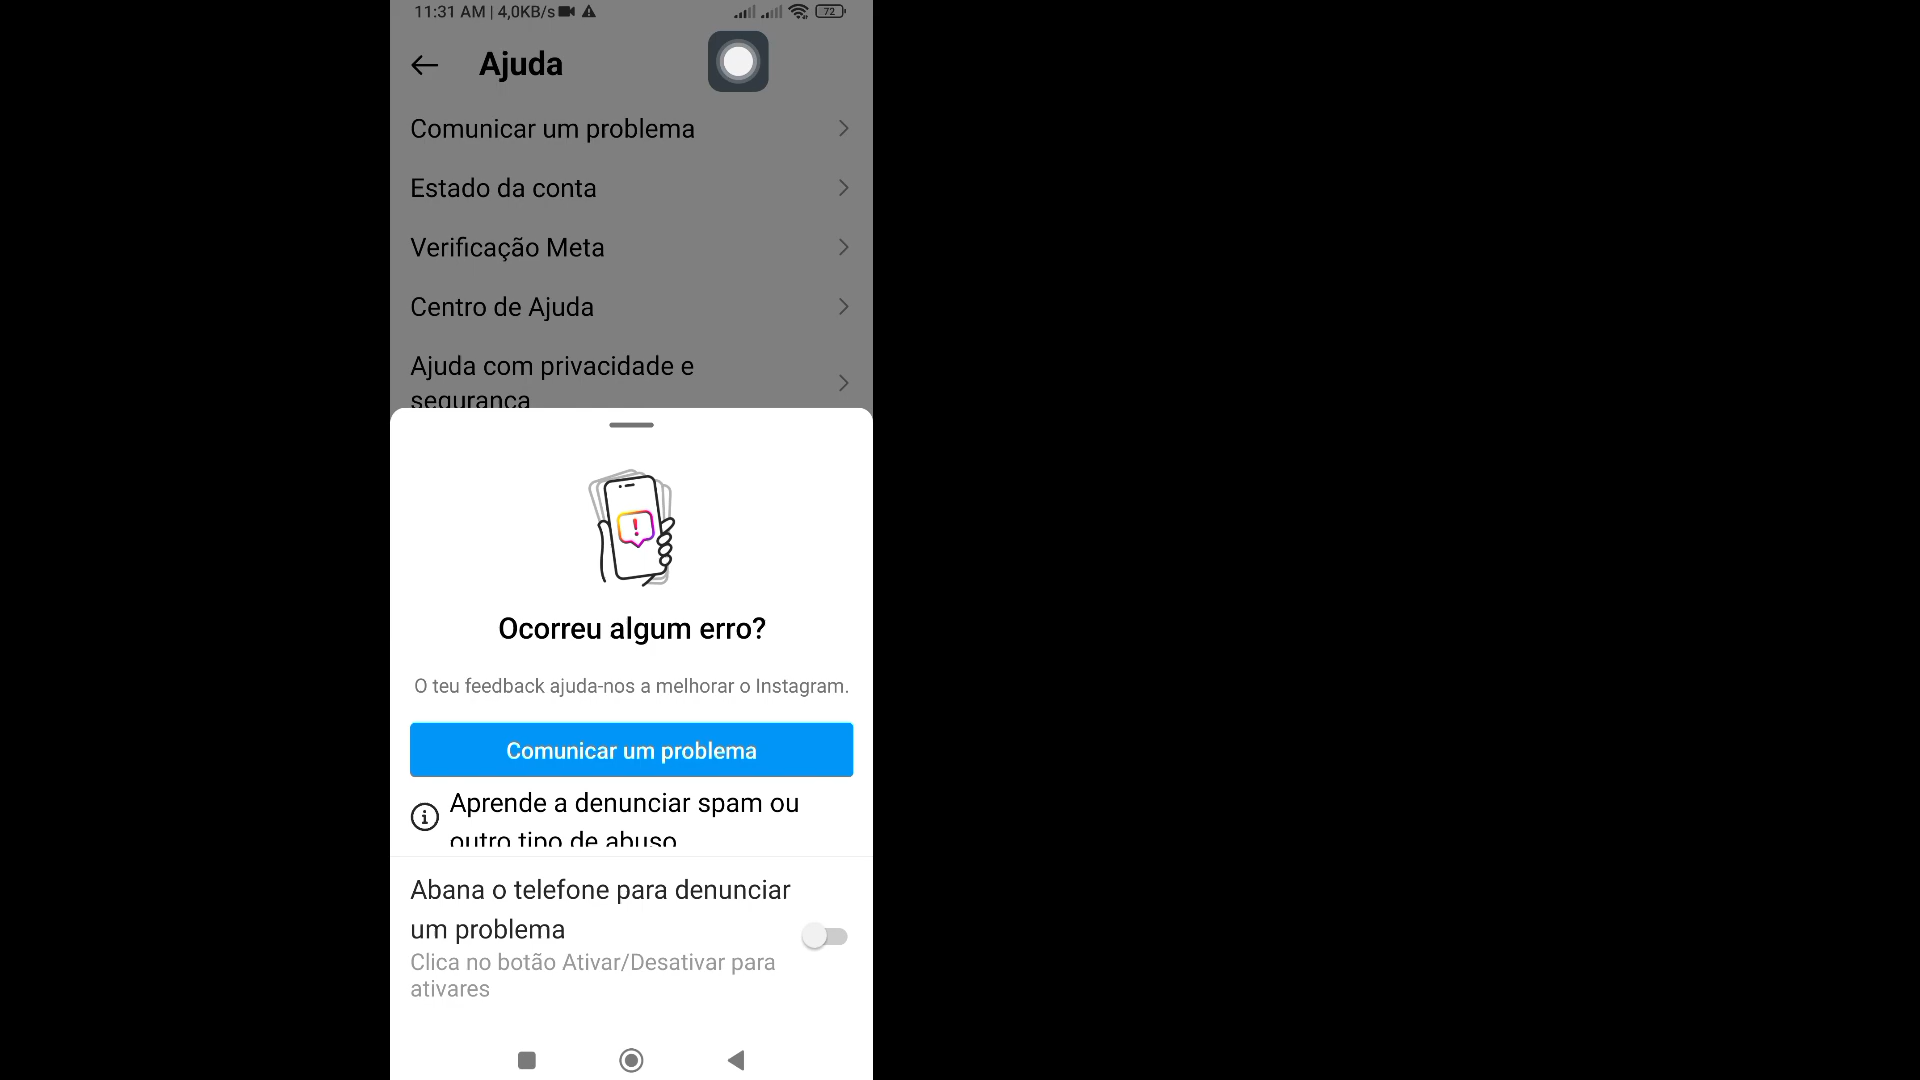 11:31 AM | 4,0KB/s 72
Ajuda
Comunicar um problema
Estado da conta
Verificação Meta
Centro de Ajuda
Ajuda com privacidade e
segurança
Ocorreu algum erro?
O teu feedback ajuda-nos a melhorar o Instagram.
Comunicar um problema
Aprende a denunciar spam ou
outro tipo de abuso
Abana o telefone para denunciar
um problema
Clica no botão Ativar/Desativar para
ativares